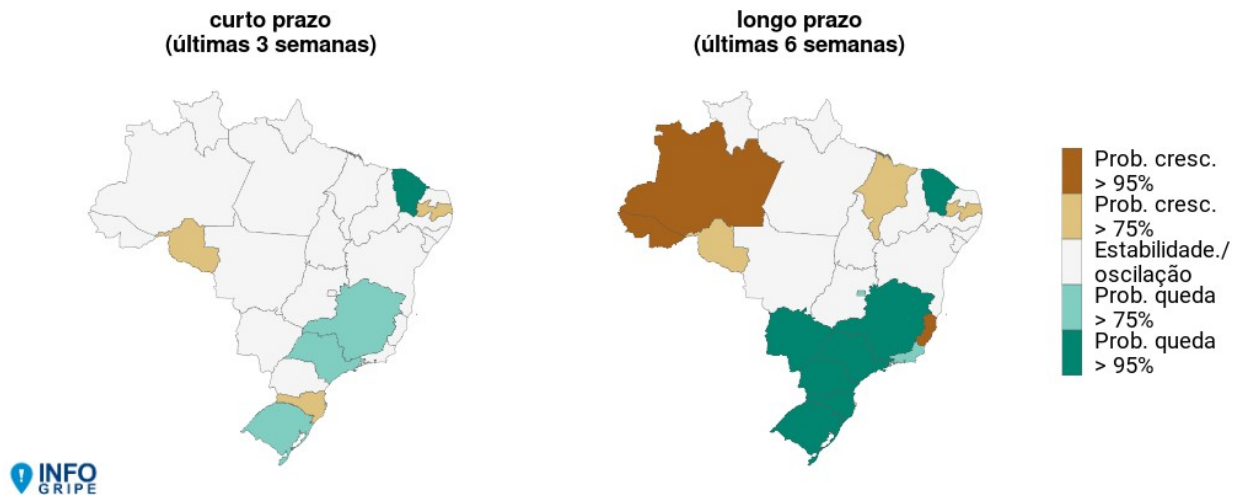 curto prazo
(últimas 3 semanas)
longo prazo
(últimas 6 semanas)
Prob. cresc.
> 95%
Prob. cresc.
> 75%
Estabilidade./
oscilação
Prob. queda
> 75%
Prob. queda
> 95%
INFO
GRIPE